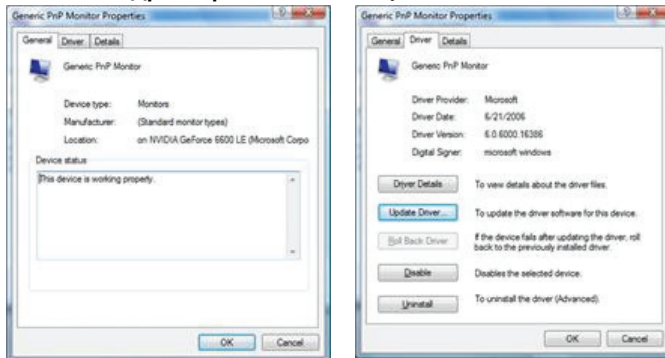 Generic PnP Monitor Properties
General Driver Details
Generic PnP Monitor
Device type: Monitors
Manufacturer: (Standard monitor types)
Location: on NVIDIA GeForce 6600 LE (Microsoft Corpo
Device status
This device is working properly.
OK Cancel
Generic PnP Monitor Properties
General Driver Details
Generic PnP Monitor
Driver Provider: Microsoft
Driver Date: 6/21/2006
Driver Version: 6.0.6000.16386
Digital Signer: microsoft windows
Driver Details To view details about the driver files.
Update Driver... To update the driver software for this device.
Roll Back Driver If the device fails after updating the driver, roll
back to the previously installed driver.
Disable Disables the selected device.
Uninstall To uninstall the driver (Advanced).
OK Cancel